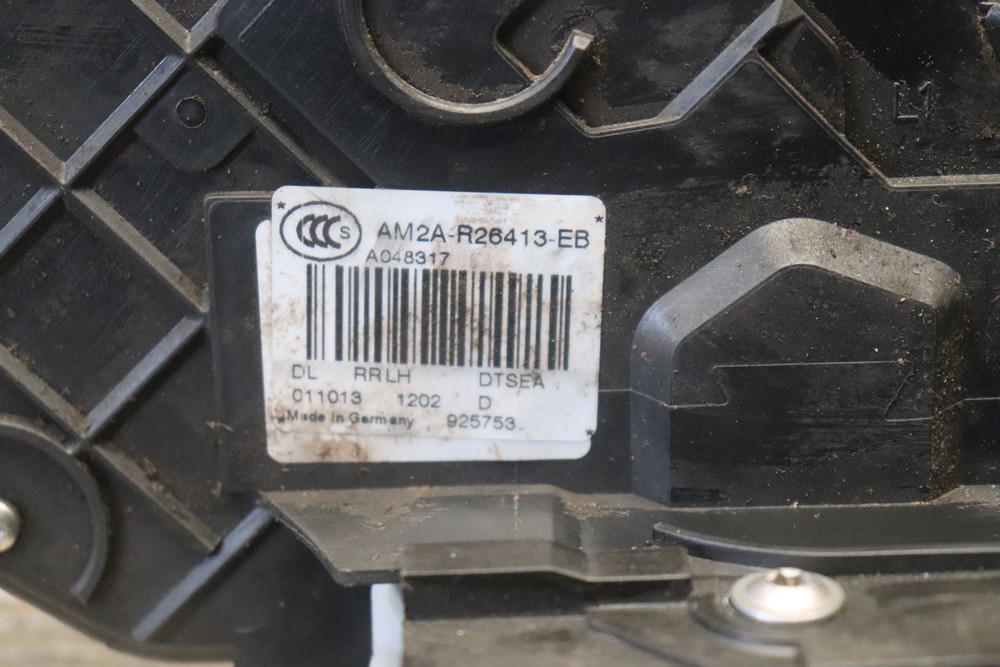 CCC S AM2A-R26413-EB
A048317
DL RRLH DTSEA
011013 1202 D
Made in Germany 925753